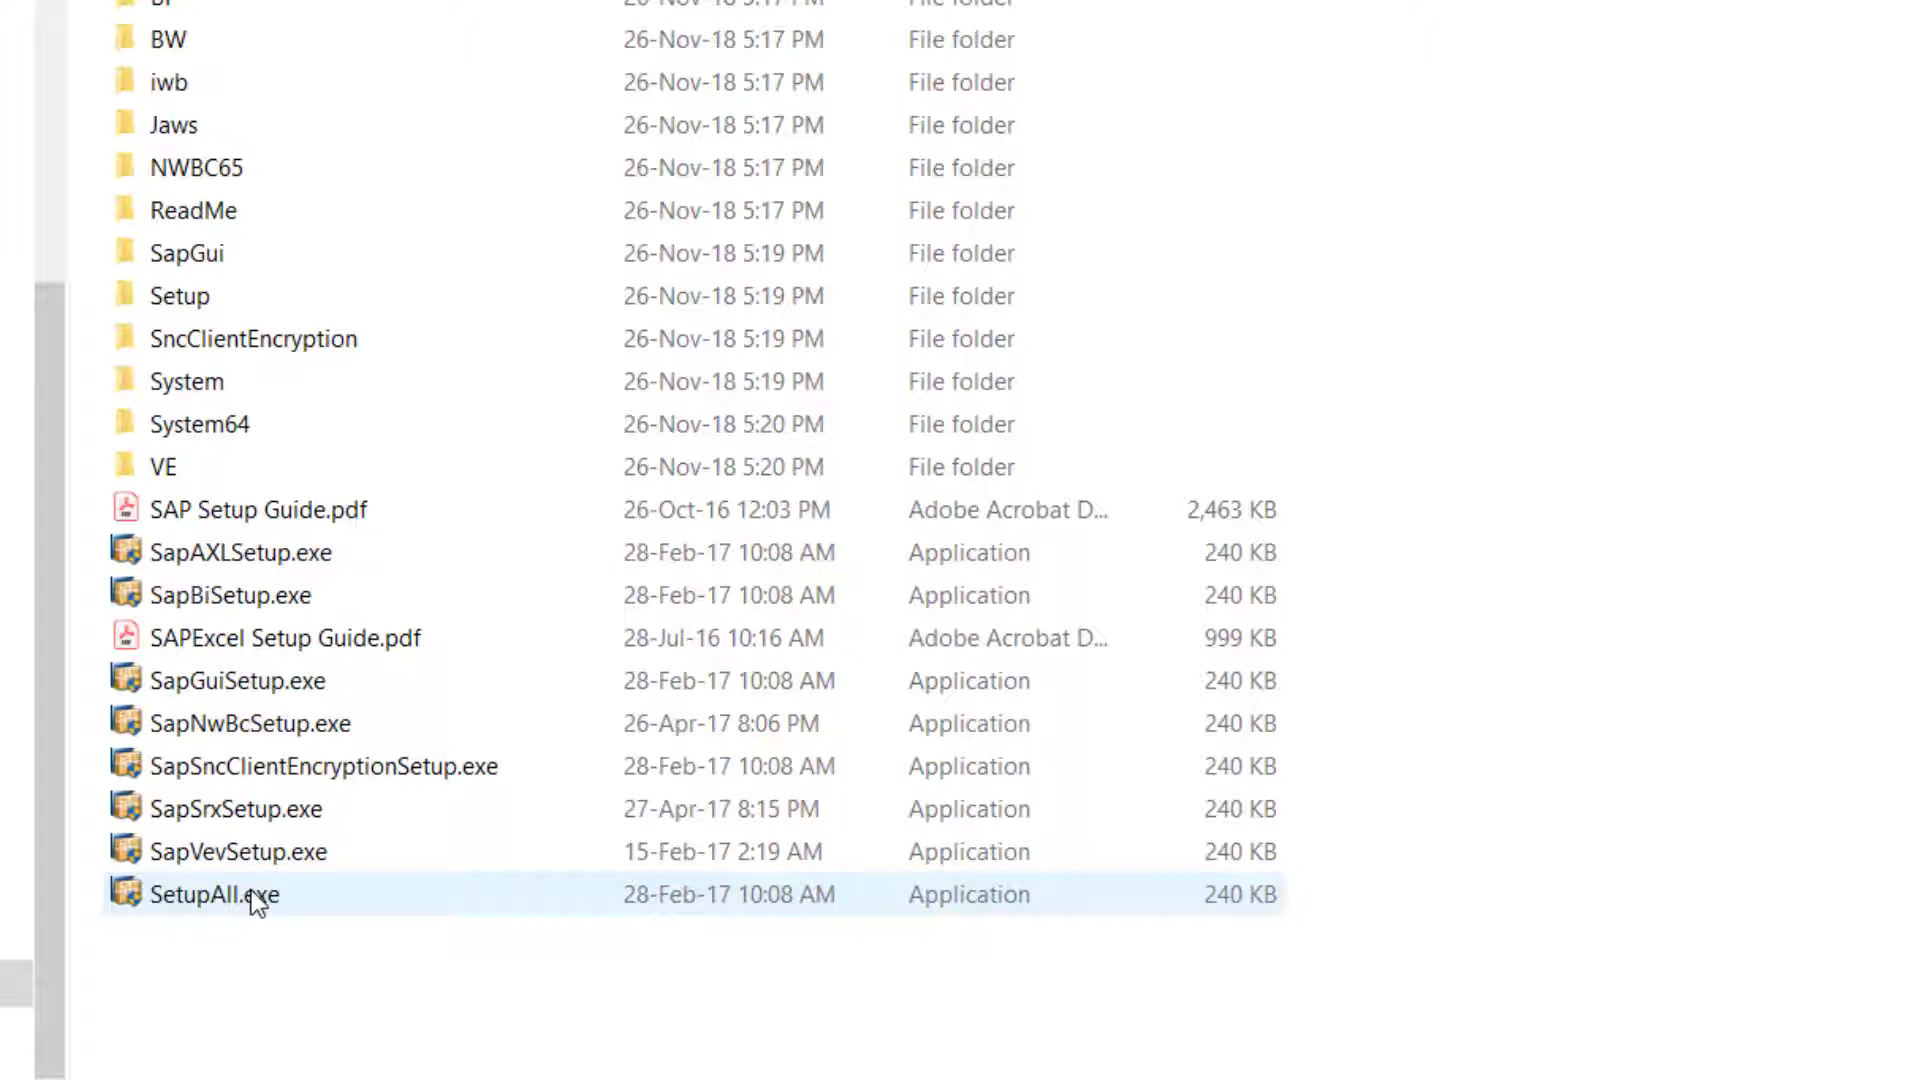 BW 26-Nov-18 5:17 PM File folder
iwb 26-Nov-18 5:17 PM File folder
Jaws 26-Nov-18 5:17 PM File folder
NWBC65 26-Nov-18 5:17 PM File folder
ReadMe 26-Nov-18 5:17 PM File folder
SapGui 26-Nov-18 5:19 PM File folder
Setup 26-Nov-18 5:19 PM File folder
SncClientEncryption 26-Nov-18 5:19 PM File folder
System 26-Nov-18 5:19 PM File folder
System64 26-Nov-18 5:20 PM File folder
VE 26-Nov-18 5:20 PM File folder
SAP Setup Guide.pdf 26-Oct-16 12:03 PM Adobe Acrobat D... 2,463 KB
SapAXLSetup.exe 28-Feb-17 10:08 AM Application 240 KB
SapBiSetup.exe 28-Feb-17 10:08 AM Application 240 KB
SAPExcel Setup Guide.pdf 28-Jul-16 10:16 AM Adobe Acrobat D... 999 KB
SapGuiSetup.exe 28-Feb-17 10:08 AM Application 240 KB
SapNwBcSetup.exe 26-Apr-17 8:06 PM Application 240 KB
SapSncClientEncryptionSetup.exe 28-Feb-17 10:08 AM Application 240 KB
SapSrxSetup.exe 27-Apr-17 8:15 PM Application 240 KB
SapVevSetup.exe 15-Feb-17 2:19 AM Application 240 KB
SetupAll.exe 28-Feb-17 10:08 AM Application 240 KB